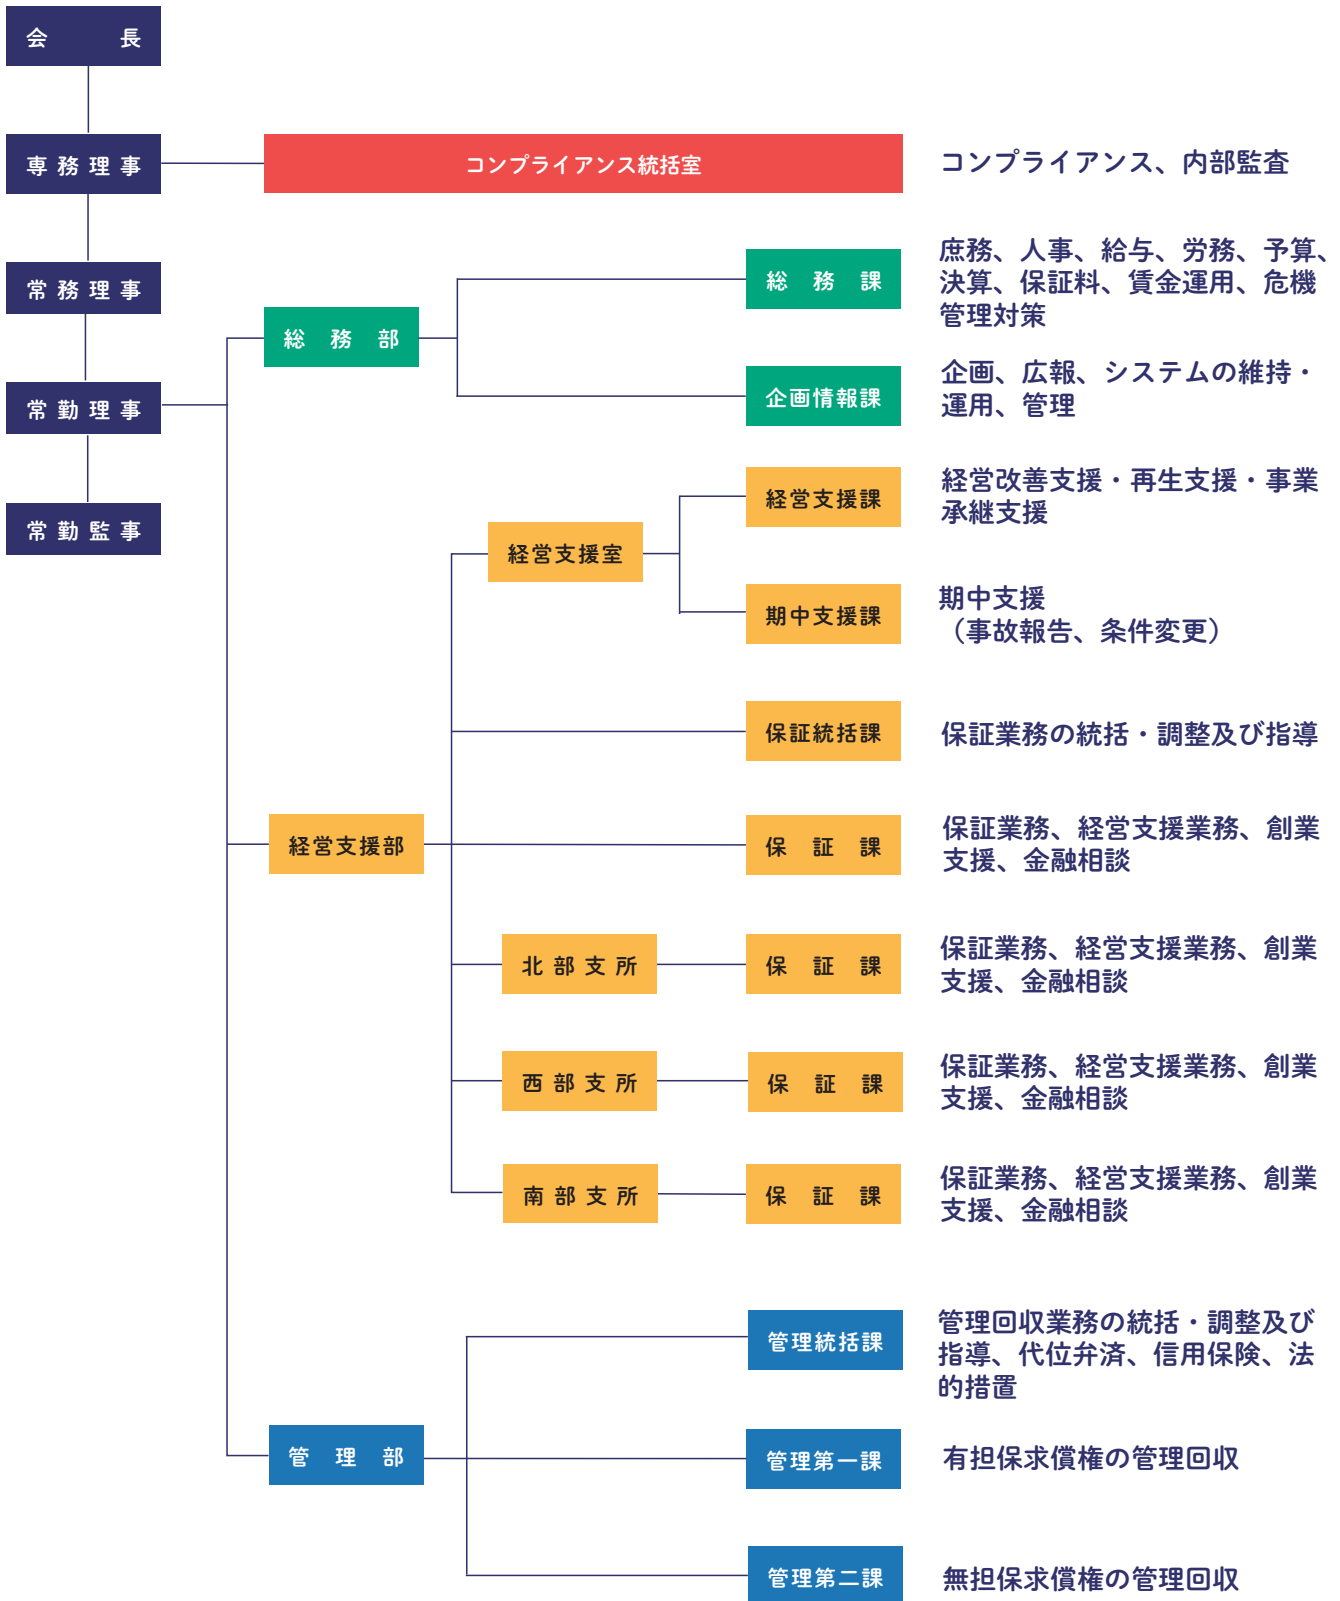 会長
専務理事
コンプライアンス統括室
コンプライアンス、内部監査
常務理事
常勤理事
常勤監事
総務部
総務課
庶務、人事、給与、労務、予算、
決算、保証料、賃金運用、危機
管理対策
企画情報課
企画、広報、システムの維持・
運用、管理
経営支援部
経営支援室
経営支援課
経営改善支援・再生支援・事業
承継支援
期中支援課
期中支援
（事故報告、条件変更）
保証統括課
保証業務の統括・調整及び指導
保証課
保証業務、経営支援業務、創業
支援、金融相談
北部支所
保証課
保証業務、経営支援業務、創業
支援、金融相談
西部支所
保証課
保証業務、経営支援業務、創業
支援、金融相談
南部支所
保証課
保証業務、経営支援業務、創業
支援、金融相談
管理部
管理統括課
管理回収業務の統括・調整及び
指導、代位弁済、信用保険、法
的措置
管理第一課
有担保求償権の管理回収
管理第二課
無担保求償権の管理回収